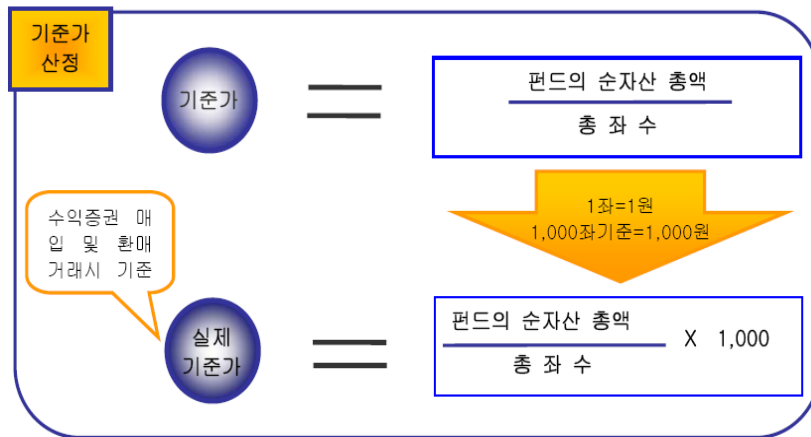 기준가
산정
기준가
펀드의 순자산 총액
총 좌 수
1좌=1원
1,000좌기준=1,000원
수익증권 매
입 및 환매
거래시 기준
실제
기준가
펀드의 순자산 총액
총 좌 수
X 1,000